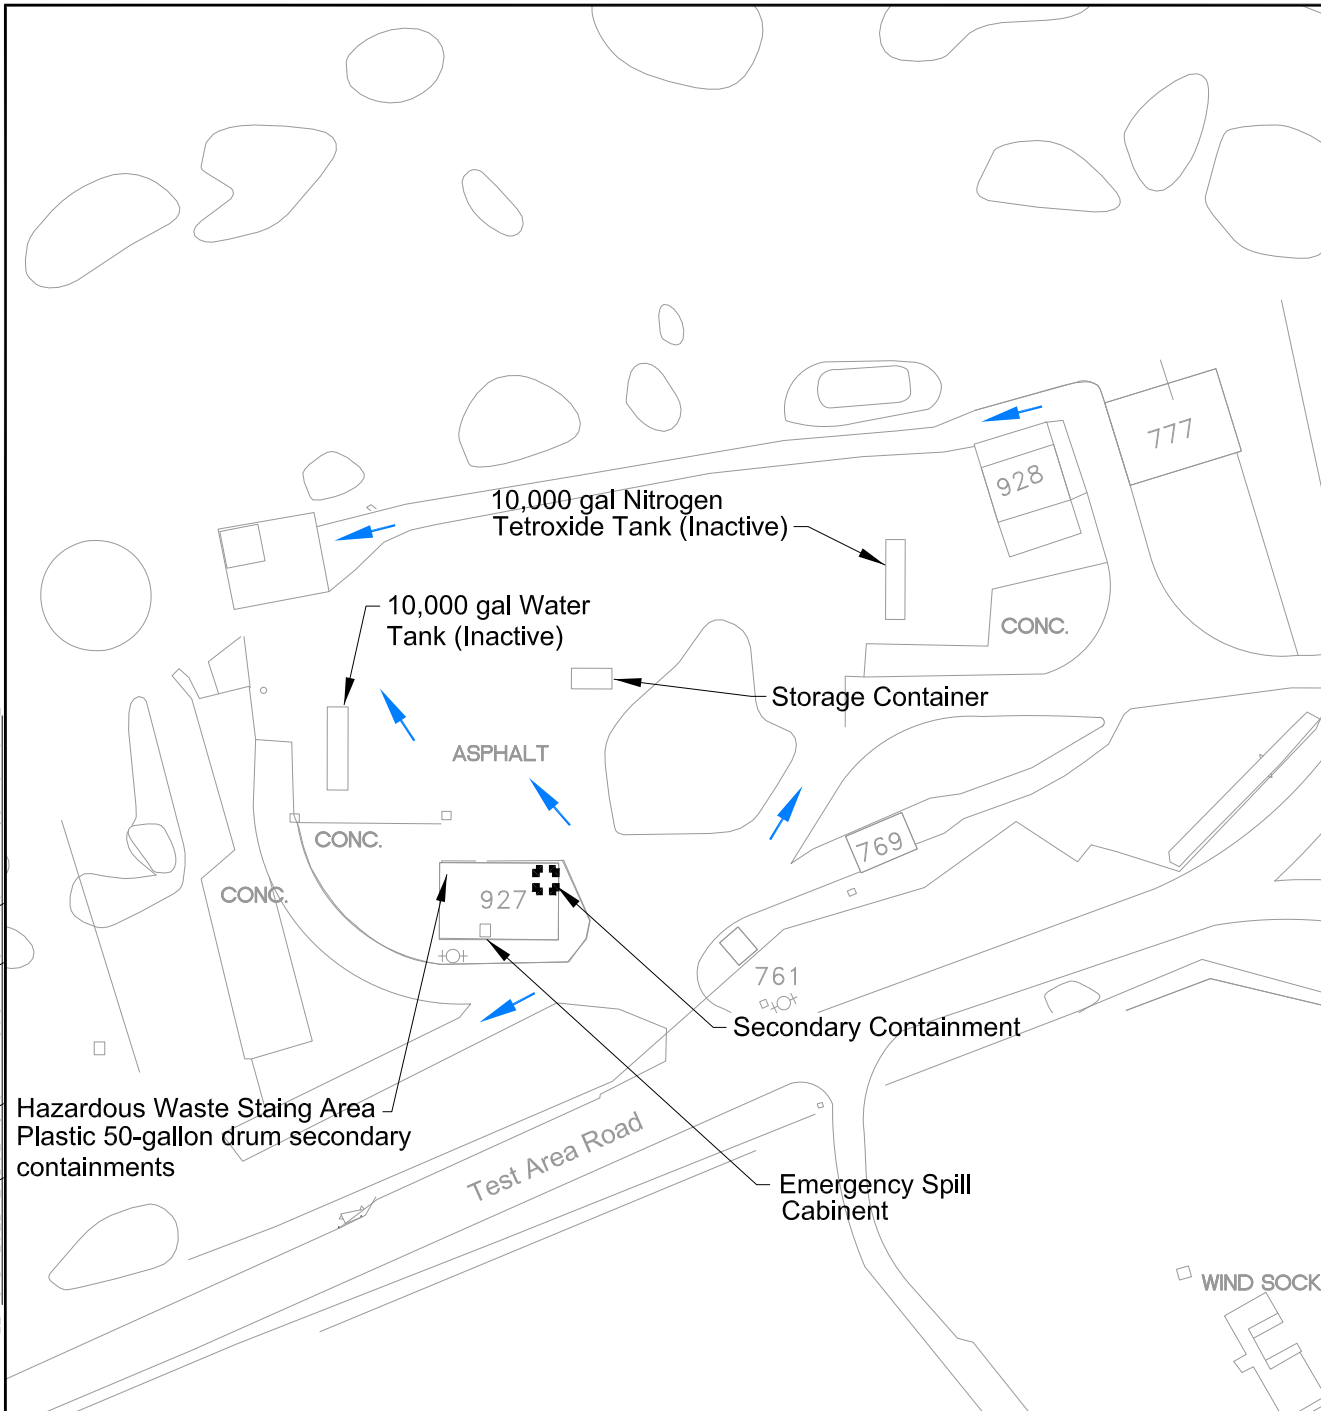 777
928
10,000 gal Nitrogen
Tetroxide Tank (Inactive)
10,000 gal Water
Tank (Inactive)
CONC.
Storage Container
ASPHALT
CONC.
769
CONC.
927
761
Secondary Containment
Hazardous Waste Staing Area
Plastic 50-gallon drum secondary
containments
Test Area Road
Emergency Spill
Cabinent
WIND SOCK